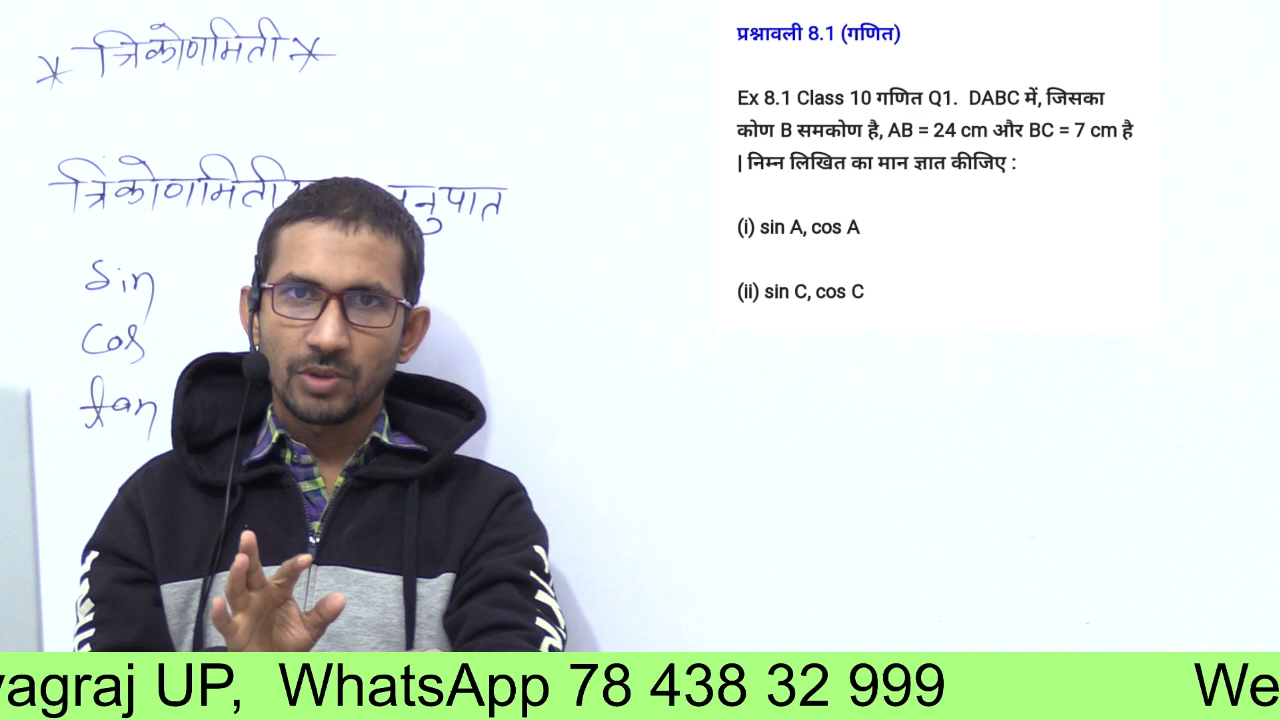 * त्रिकोणमिती *
नुपात
sin
cos
tan
प्रश्नावली 8.1 (गणित)
Ex 8.1 Class 10 गणित Q1. DABC में, जिसका
कोण B समकोण है, AB = 24 cm और BC = 7 cm है
| निम्न लिखित का मान ज्ञात कीजिए :
(i) sin A, cos A
(ii) sin C, cos C
yagraj UP, WhatsApp 78 438 32 999 We